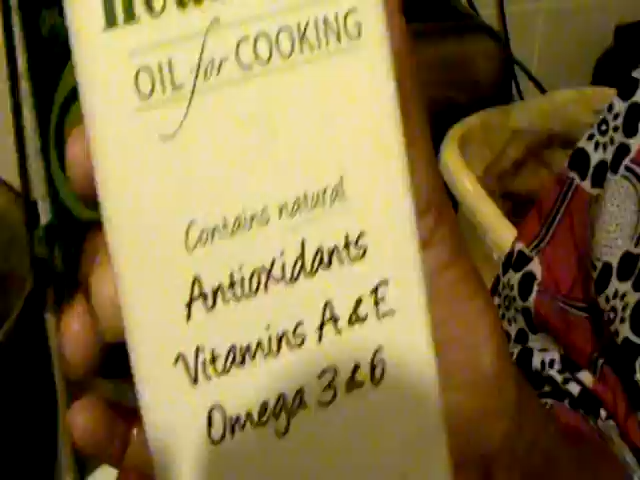 OIL for COOKING
Contains natural
Antioxidants
Vitamins A & E
Omega 3 & 6